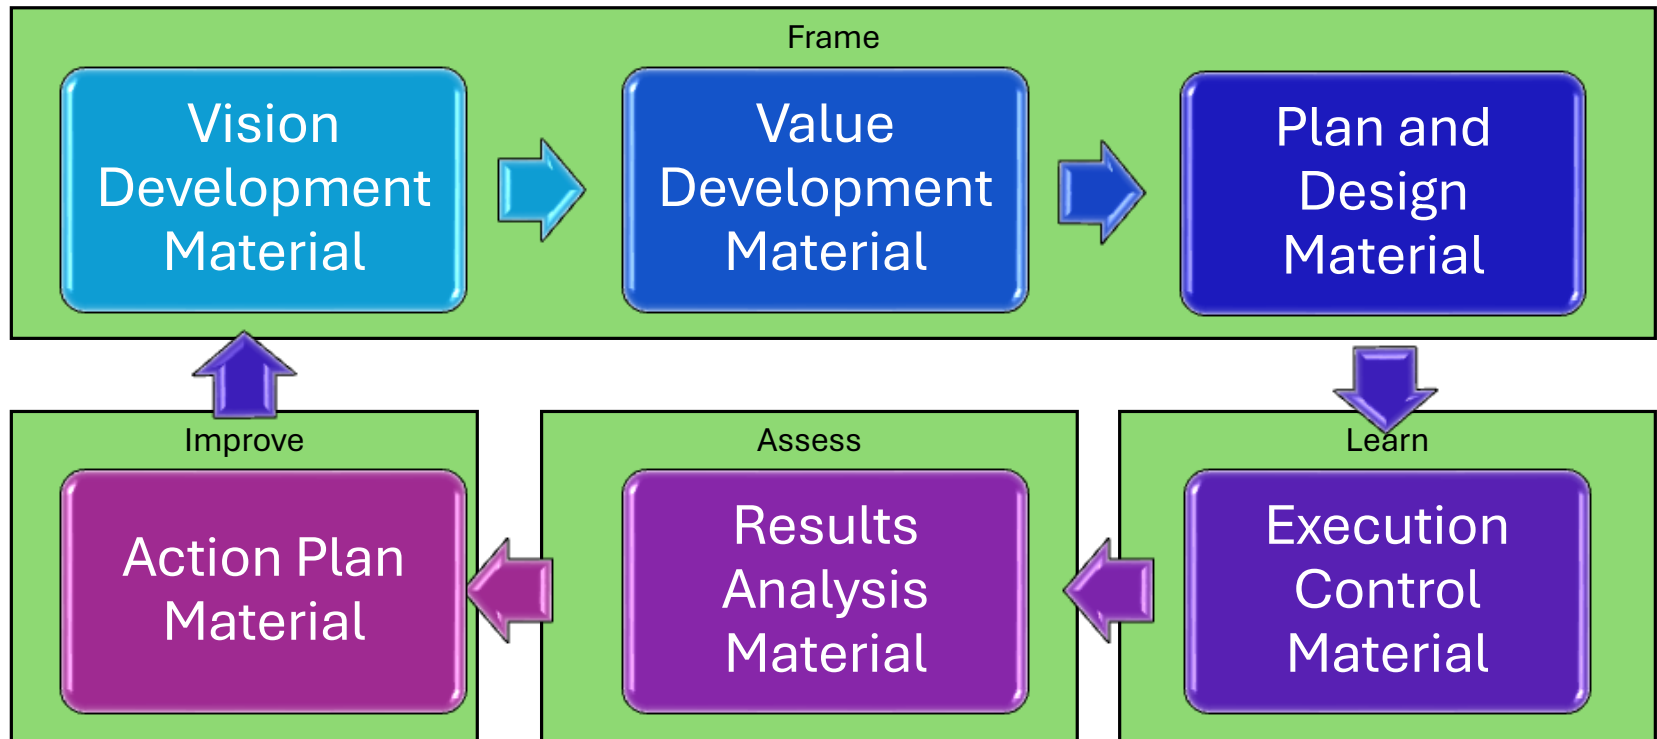 Frame
Vision
Development
Material
Value
Development
Material
Plan and
Design
Material
Improve
Action Plan
Material
Assess
Results
Analysis
Material
Learn
Execution
Control
Material